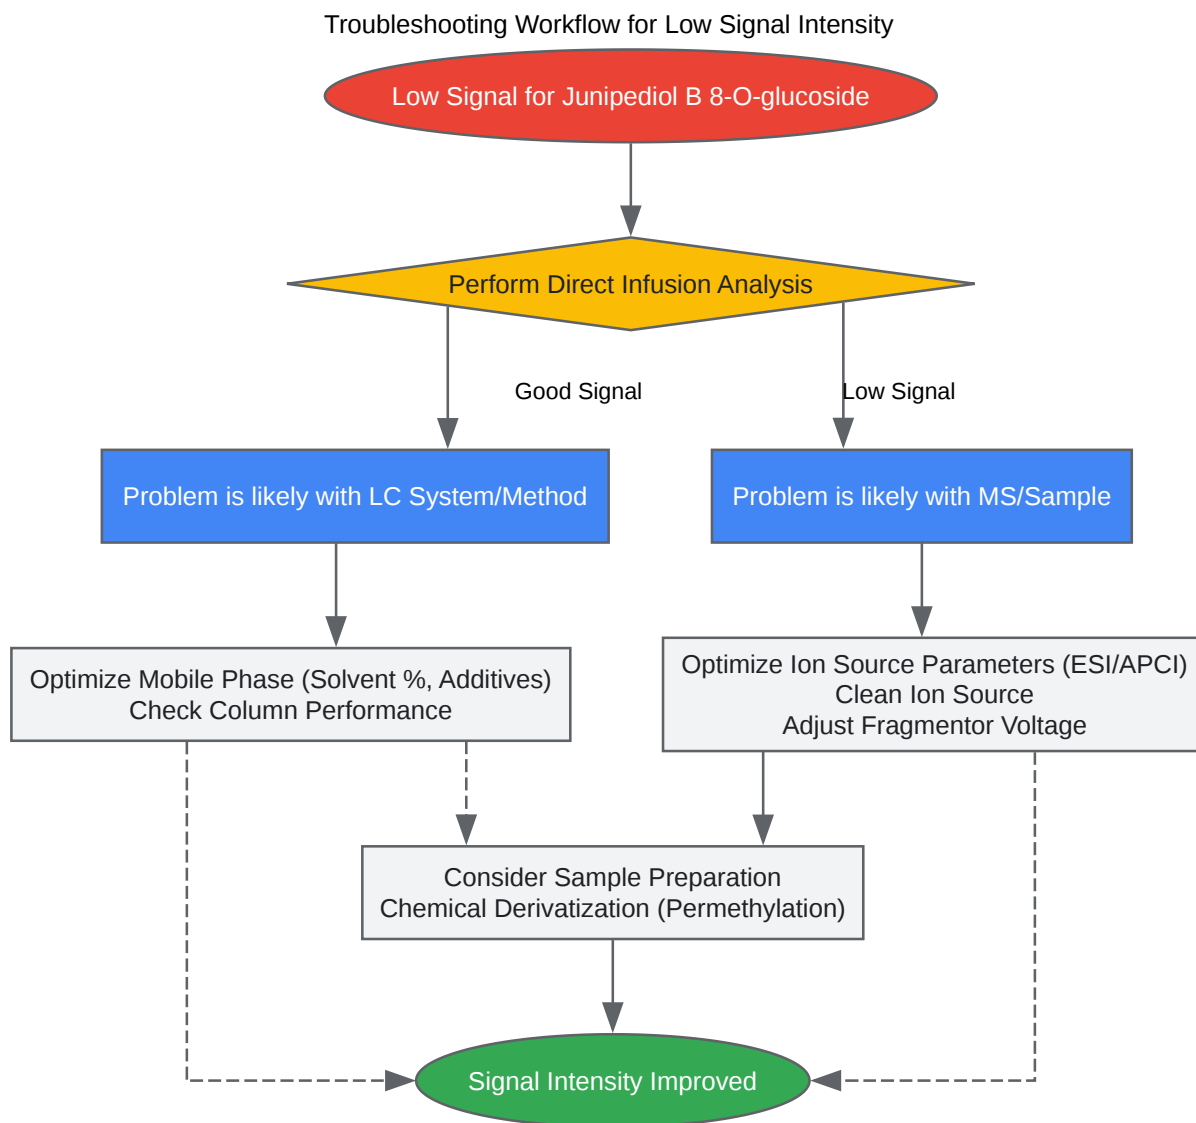 Troubleshooting Workflow for Low Signal Intensity
Low Signal for Junipediol B 8-O-glucoside
Perform Direct Infusion Analysis
Good Signal
Low Signal
Problem is likely with LC System/Method
Problem is likely with MS/Sample
Optimize Mobile Phase (Solvent %, Additives)
Check Column Performance
Optimize Ion Source Parameters (ESI/APCI)
Clean Ion Source
Adjust Fragmentor Voltage
Consider Sample Preparation
Chemical Derivatization (Permethylation)
Signal Intensity Improved